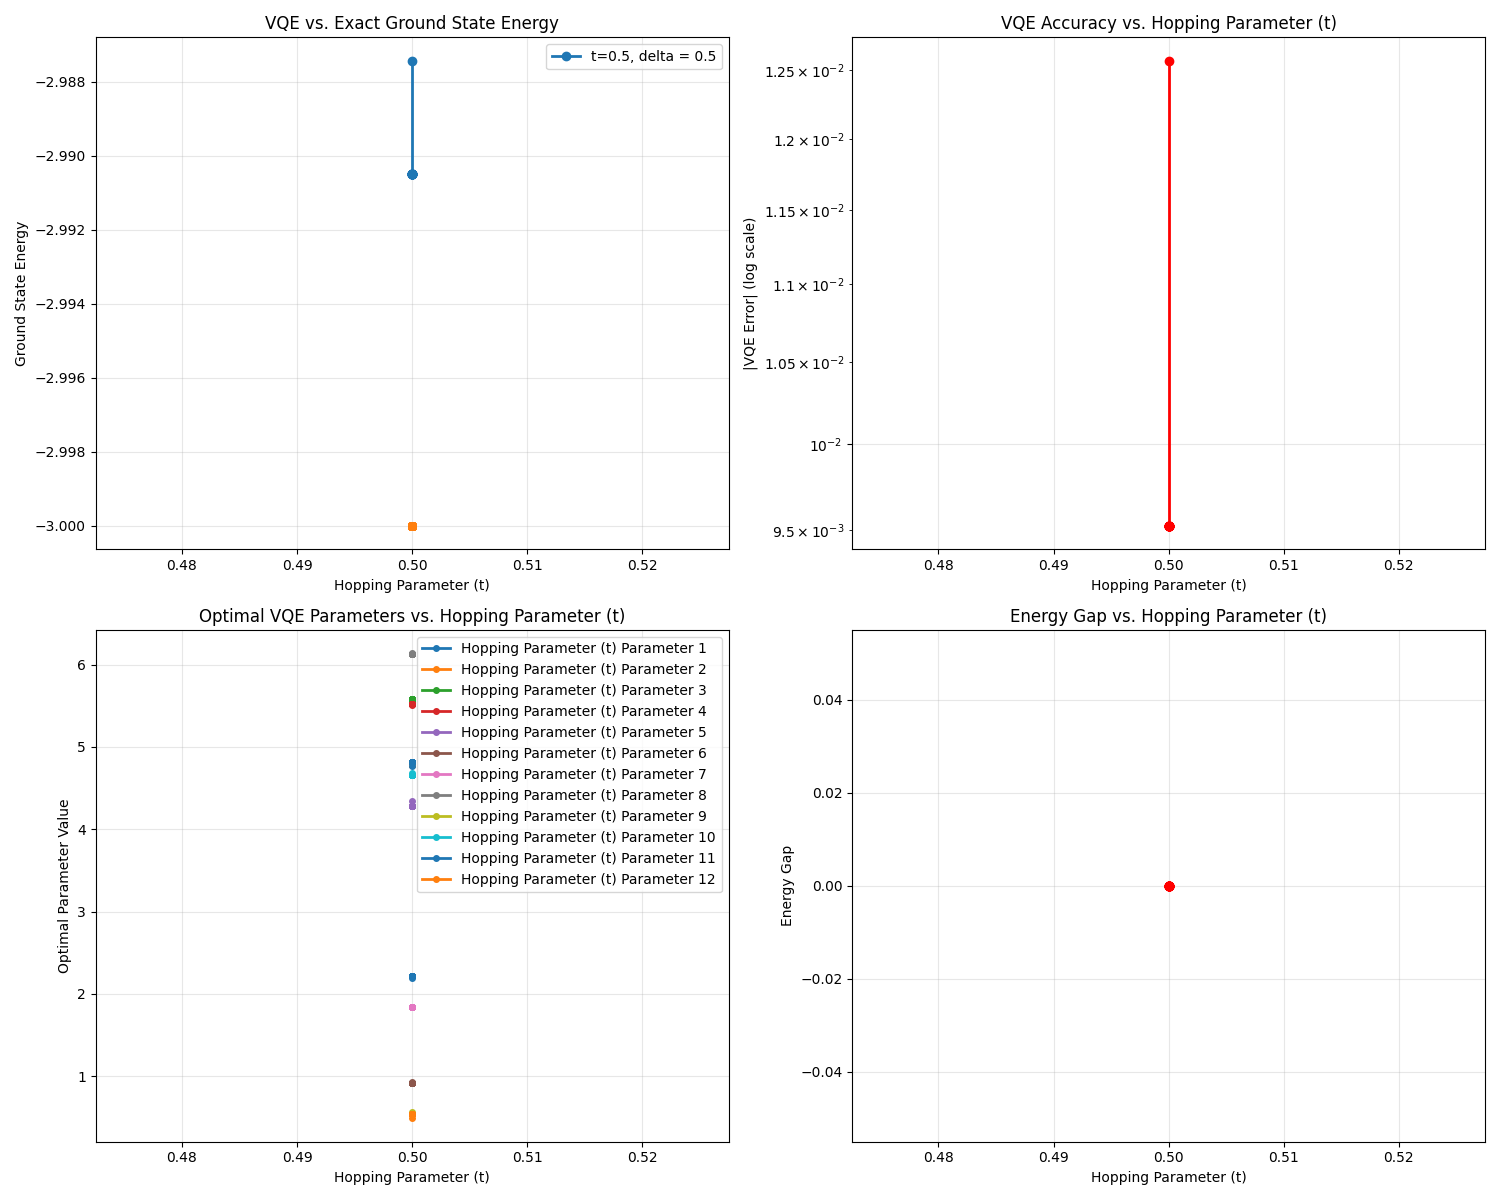 VQE vs. Exact Ground State Energy
t=0.5, delta = 0.5
−2.988
−2.990
−2.992
−2.994
−2.996
−2.998
−3.000
Ground State Energy
0.48 0.49 0.50 0.51 0.52
Hopping Parameter (t)
VQE Accuracy vs. Hopping Parameter (t)
1.25 × 10⁻²
1.2 × 10⁻²
1.15 × 10⁻²
1.1 × 10⁻²
1.05 × 10⁻²
10⁻²
9.5 × 10⁻³
|VQE Error| (log scale)
0.48 0.49 0.50 0.51 0.52
Hopping Parameter (t)
Optimal VQE Parameters vs. Hopping Parameter (t)
Hopping Parameter (t) Parameter 1
Hopping Parameter (t) Parameter 2
Hopping Parameter (t) Parameter 3
Hopping Parameter (t) Parameter 4
Hopping Parameter (t) Parameter 5
Hopping Parameter (t) Parameter 6
Hopping Parameter (t) Parameter 7
Hopping Parameter (t) Parameter 8
Hopping Parameter (t) Parameter 9
Hopping Parameter (t) Parameter 10
Hopping Parameter (t) Parameter 11
Hopping Parameter (t) Parameter 12
6
5
4
3
2
1
Optimal Parameter Value
0.48 0.49 0.50 0.51 0.52
Hopping Parameter (t)
Energy Gap vs. Hopping Parameter (t)
0.04
0.02
0.00
−0.02
−0.04
Energy Gap
0.48 0.49 0.50 0.51 0.52
Hopping Parameter (t)